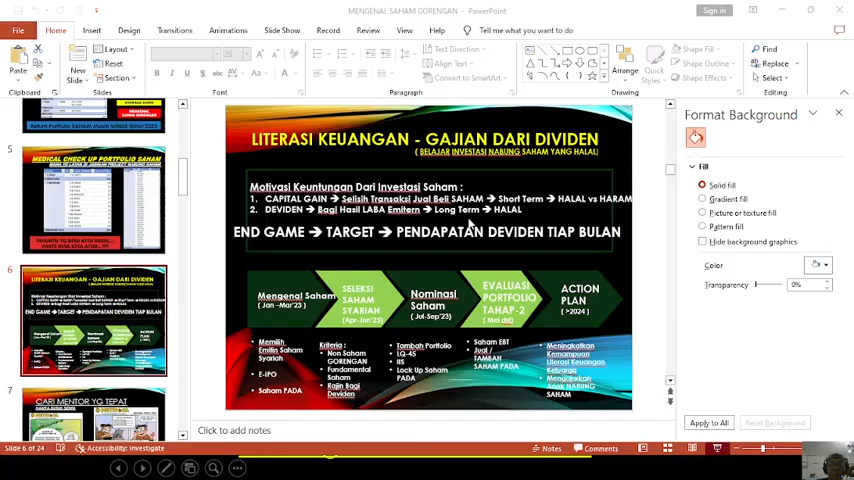 MENGENAL SAHAM GORENGAN - PowerPoint
Sign in
File
Home
Insert
Design
Transitions
Animations
Slide Show
Review
View
Help
Tell me what you want to do
Paste
Clipboard
New Slide
Layout
Reset
Section
Slides
20
Font
Text Direction
Align Text
Convert to SmartArt
Paragraph
Arrange
Quick Styles
Shape Fill
Shape Outline
Shape Effects
Drawing
Find
Replace
Select
Editing
5
MEDICAL CHECK UP PORTFOLIO SAHAM
6
7
CARI MENTOR YG TEPAT
LITERASI KEUANGAN - GAJIAN DARI DIVIDEN
( BELAJAR INVESTASI NABUNG SAHAM YANG HALAL)
Motivasi Keuntungan Dari Investasi Saham :
1. CAPITAL GAIN → Selisih Transaksi Jual Beli SAHAM → Short Term → HALAL vs HARAM
2. DEVIDEN → Bagi Hasil LABA Emitern → Long Term → HALAL
END GAME → TARGET → PENDAPATAN DEVIDEN TIAP BULAN
Mengenal Saham
( Jan –Mar'23)
SELEKSI
SAHAM
SYARIAH
(Apr-Jun'23)
Nominasi
Saham
(Jul-Sep'23)
EVALUASI
PORTFOLIO
TAHAP-2
( Mei dst)
ACTION
PLAN
( >2024)
• Memilih
Emitin Saham
Syariah
• E-IPO
• Saham PADA
Kriteria :
• Non Saham
GORENGAN
• Fundamental
Saham
• Rajin Bagi
Deviden
• Tambah Portfolio
• LQ-45
• IIS
• Lock Up Saham
PADA
• Saham EBT
• Jual /
TAMBAH
SAHAM PADA
• Meningkatkan
Kemampuan
Literasi Keuangan
Keluarga
• Mengajarkan
Anak NABUNG
SAHAM
Click to add notes
Format Background
Fill
Solid fill
Gradient fill
Picture or texture fill
Pattern fill
Hide background graphics
Color
Transparency
0%
Apply to All
Reset Background
Slide 6 of 24
Accessibility: Investigate
Notes
Comments